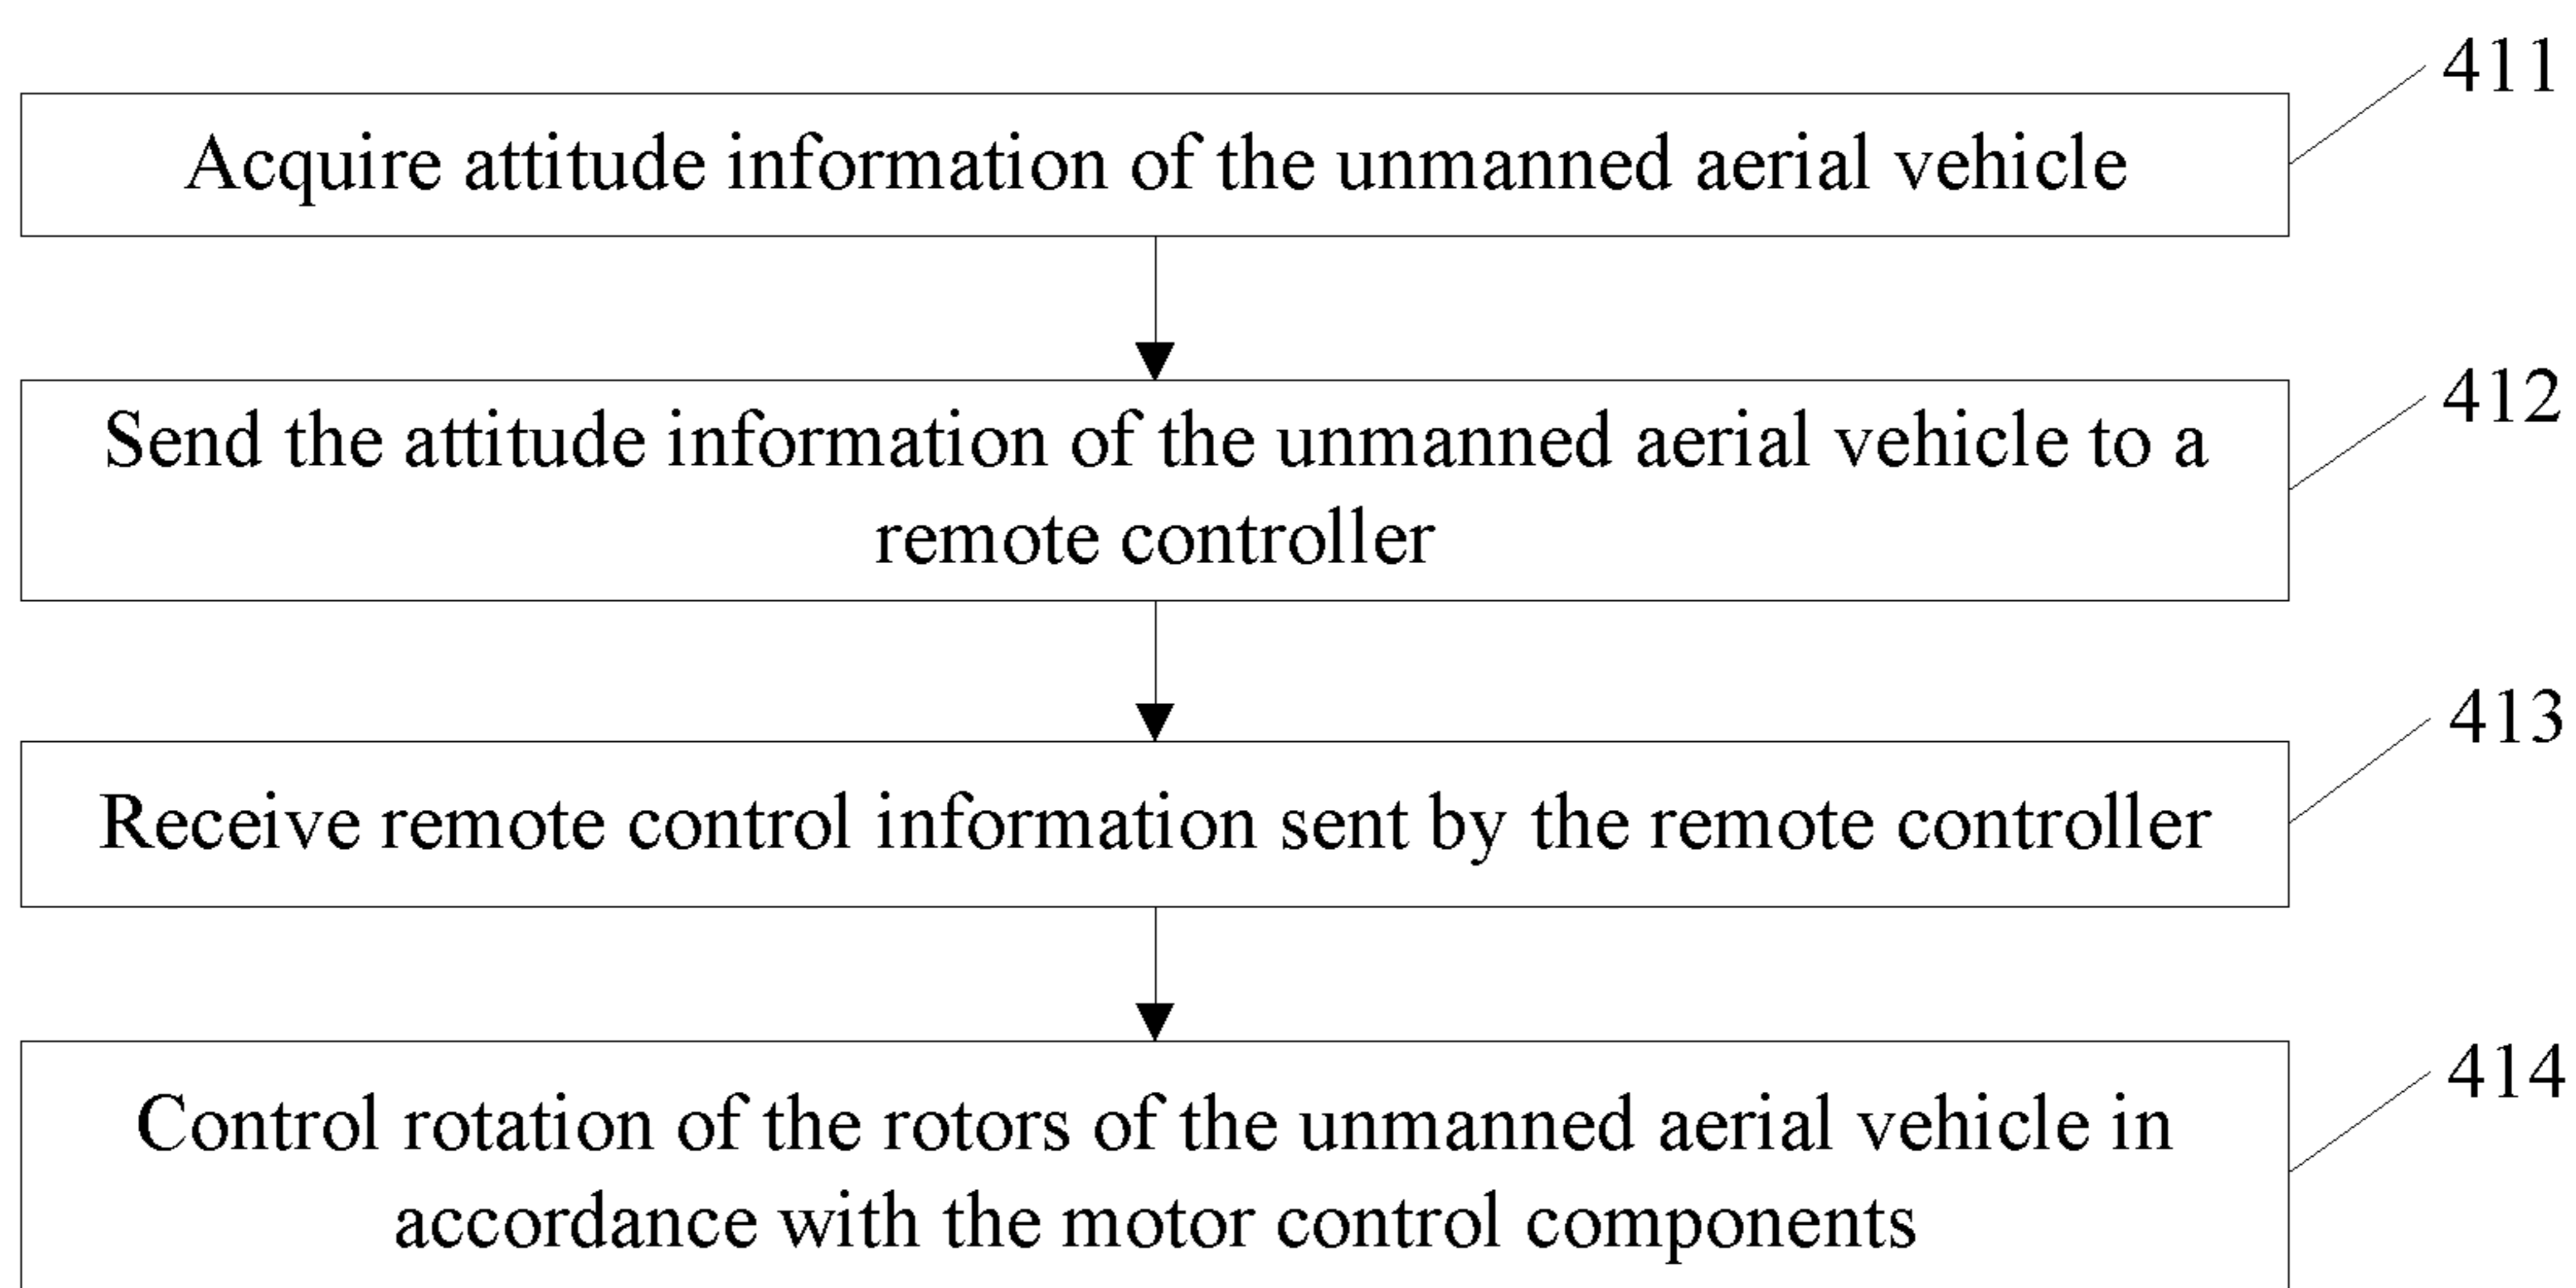 411
Acquire attitude information of the unmanned aerial vehicle
412
Send the attitude information of the unmanned aerial vehicle to a
remote controller
413
Receive remote control information sent by the remote controller
414
Control rotation of the rotors of the unmanned aerial vehicle in
accordance with the motor control components